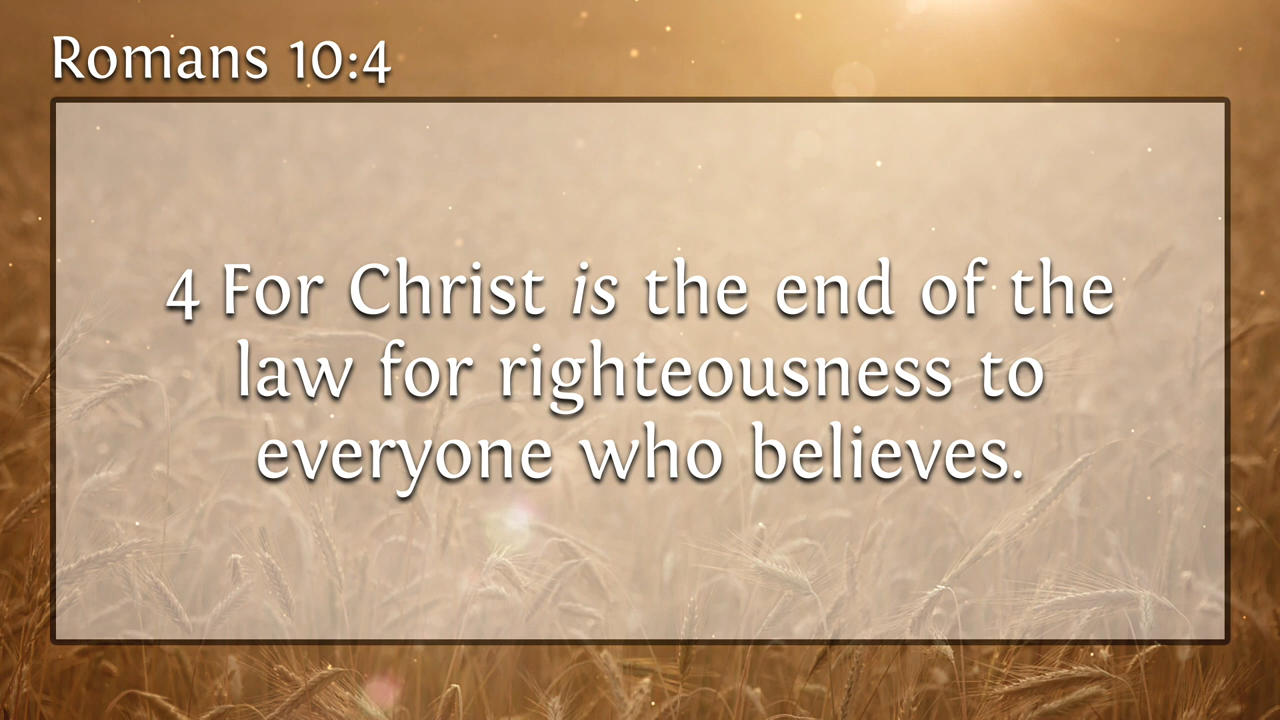 Romans 10:4
4 For Christ is the end of the
law for righteousness to
everyone who believes.